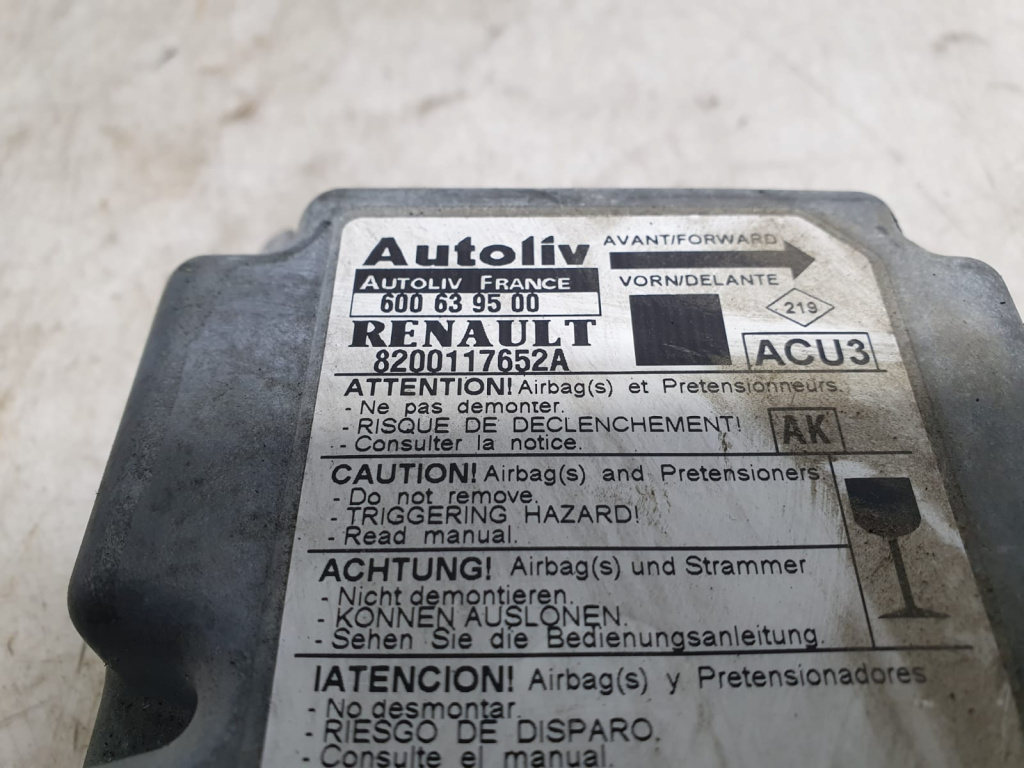 Autoliv
AVANT/FORWARD
AUTOLIV FRANCE
VORN/DELANTE
600 63 95 00
219
RENAULT
8200117652A
ACU3
ATTENTION! Airbag(s) et Pretensionneurs.
- Ne pas demonter.
- RISQUE DE DECLENCHEMENT!
- Consulter la notice.
AK
CAUTION! Airbag(s) and Pretensioners
- Do not remove.
- TRIGGERING HAZARD!
- Read manual.
ACHTUNG! Airbag(s) und Strammer
- Nicht demontieren.
- KONNEN AUSLONEN.
- Sehen Sie die Bedienungsanleitung.
IATENCION! Airbag(s) y Pretensionadores
- No desmontar.
- RIESGO DE DISPARO.
- Consulte el manual.